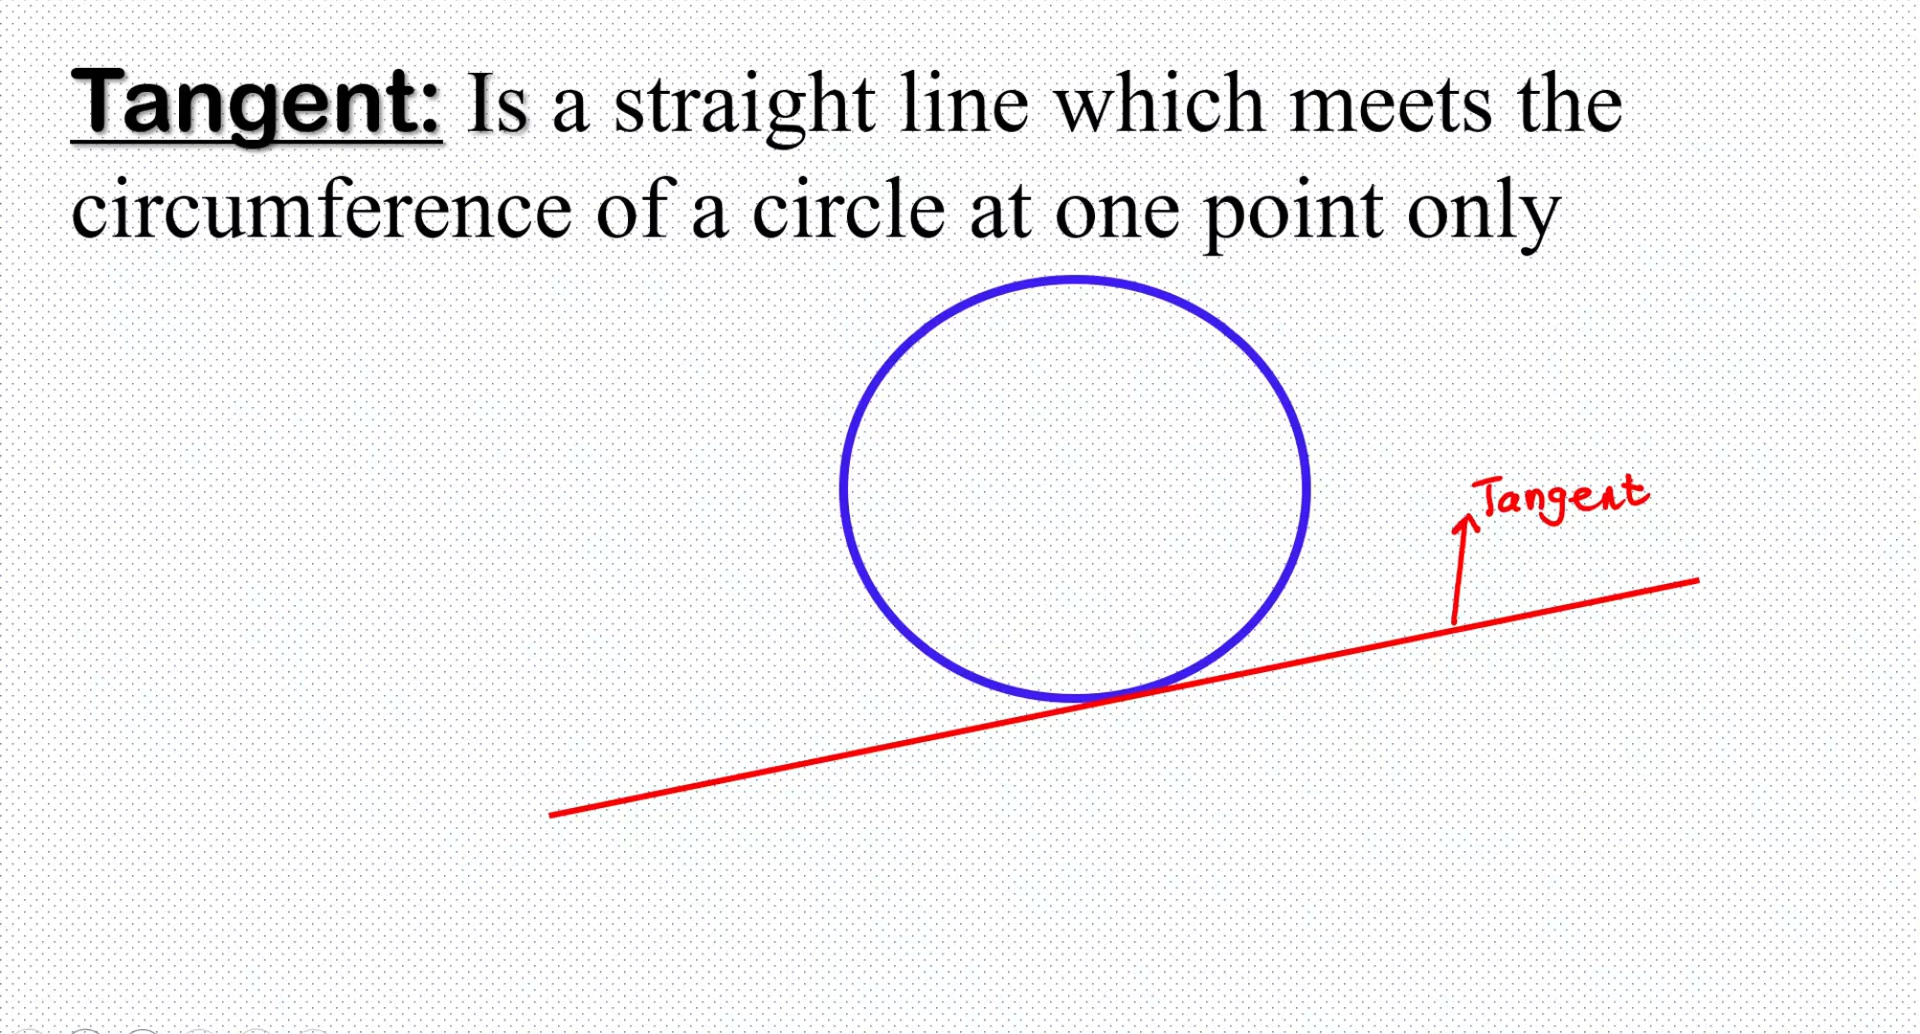 Tangent: Is a straight line which meets the
circumference of a circle at one point only
Tangent